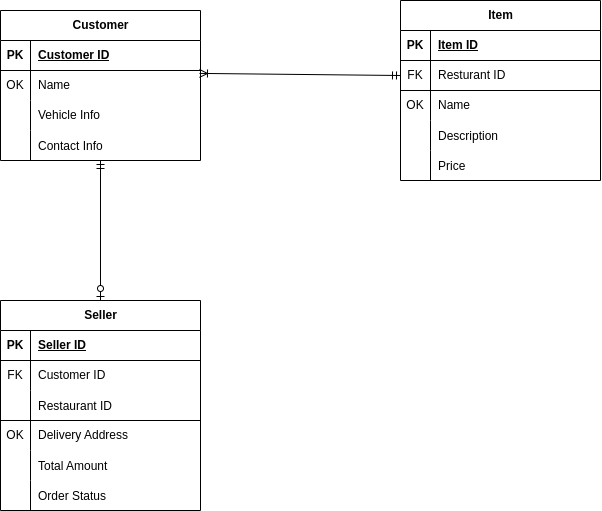 Customer
PK Customer ID
OK Name
Vehicle Info
Contact Info
Item
PK Item ID
FK Resturant ID
OK Name
Description
Price
Seller
PK Seller ID
FK Customer ID
Restaurant ID
OK Delivery Address
Total Amount
Order Status